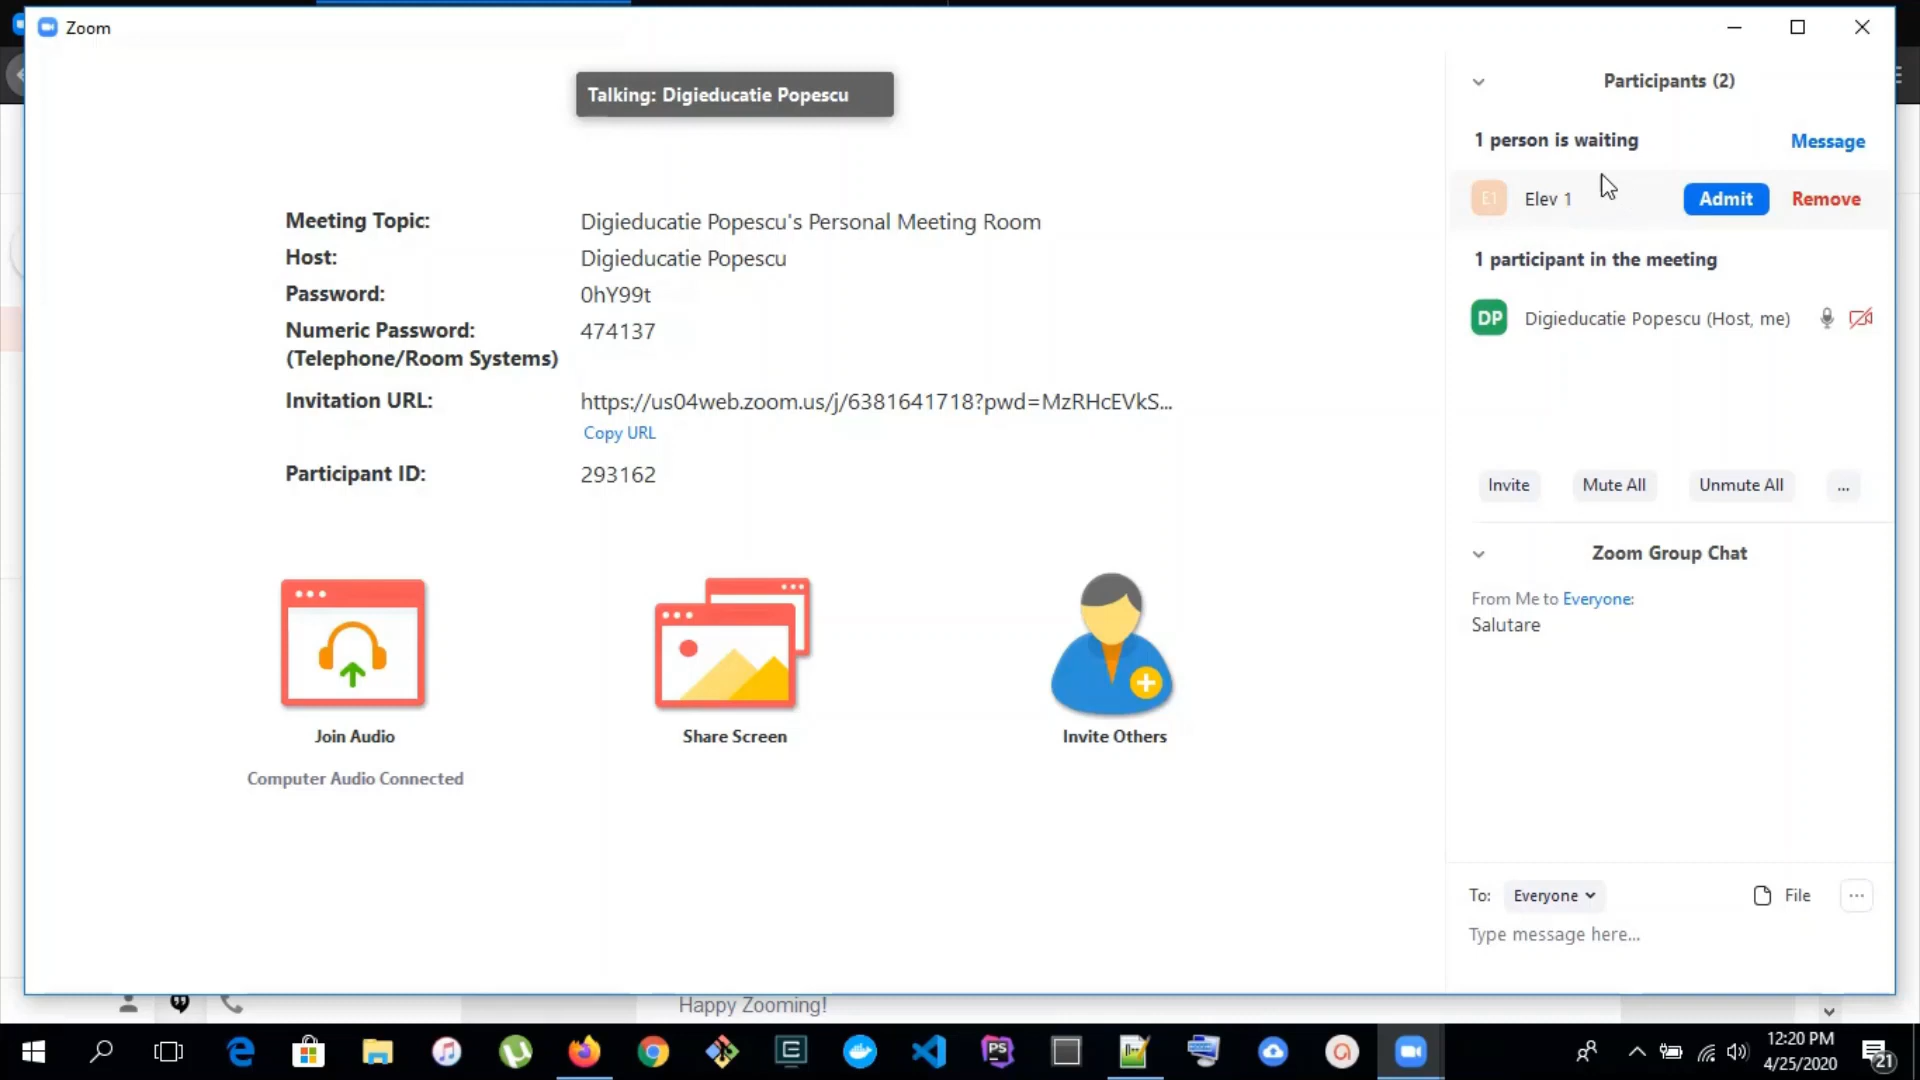 Zoom
Talking: Digieducatie Popescu
Meeting Topic: Digieducatie Popescu's Personal Meeting Room
Host: Digieducatie Popescu
Password: 0hY99t
Numeric Password: 474137
(Telephone/Room Systems)
Invitation URL: https://us04web.zoom.us/j/6381641718?pwd=MzRHcEVkS...
Copy URL
Participant ID: 293162
Join Audio
Computer Audio Connected
Share Screen
Invite Others
Participants (2)
1 person is waiting Message
E1 Elev 1 Admit Remove
1 participant in the meeting
DP Digieducatie Popescu (Host, me)
Invite Mute All Unmute All ...
Zoom Group Chat
From Me to Everyone:
Salutare
To: Everyone File ...
Type message here...
Happy Zooming!
PS
12:20 PM
4/25/2020
21